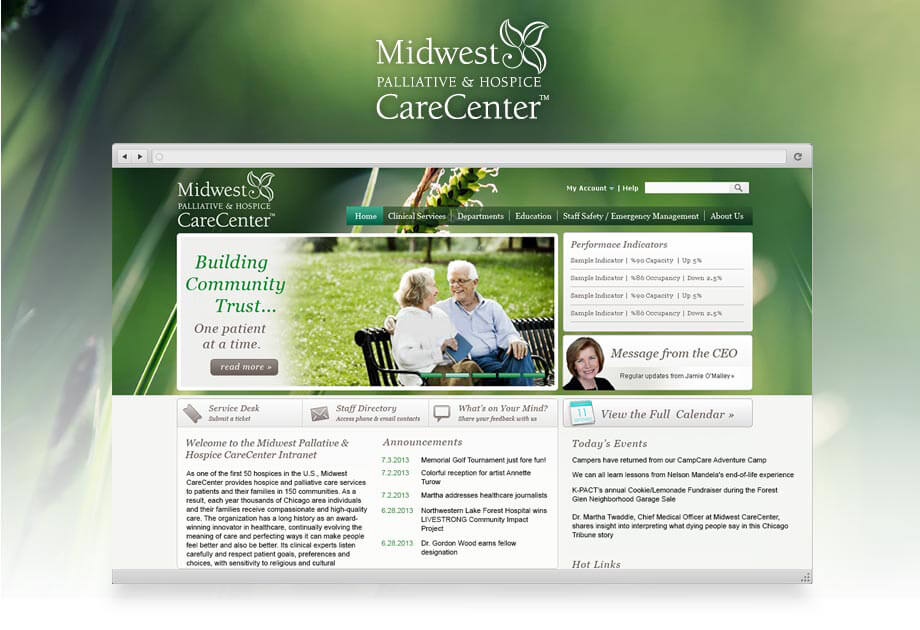 Midwest
PALLIATIVE & HOSPICE
CareCenter™
Midwest
PALLIATIVE & HOSPICE
CareCenter™
My Account | Help
Home | Clinical Services | Departments | Education | Staff Safety / Emergency Management | About Us
Building
Community
Trust...
One patient
at a time.
read more »
Performace Indicators
Sample Indicator | %90 Capacity | Up 5%
Sample Indicator | %86 Occupancy | Down 2.5%
Sample Indicator | %90 Capacity | Up 5%
Sample Indicator | %86 Occupancy | Down 2.5%
Message from the CEO
Regular updates from Jamie O'Malley »
Service Desk
Submit a ticket
Staff Directory
Access phone & email contacts
What's on Your Mind?
Share your feedback with us
11
View the Full Calendar »
Welcome to the Midwest Pallative &
Hospice CareCenter Intranet
As one of the first 50 hospices in the U.S., Midwest
CareCenter provides hospice and palliative care services
to patients and their families in 150 communities. As a
result, each year thousands of Chicago area individuals
and their families receive compassionate and high-quality
care. The organization has a long history as an award-
winning innovator in healthcare, continually evolving the
meaning of care and perfecting ways it can make people
feel better and also be better. Its clinical experts listen
carefully and respect patient goals, preferences and
choices, with sensitivity to religious and cultural
Announcements
7.3.2013 Memorial Golf Tournament just fore fun!
7.2.2013 Colorful reception for artist Annette
Turow
7.2.2013 Martha addresses healthcare journalists
6.28.2013 Northwestern Lake Forest Hospital wins
LIVESTRONG Community Impact
Project
6.28.2013 Dr. Gordon Wood earns fellow
designation
Today's Events
Campers have returned from our CampCare Adventure Camp
We can all learn lessons from Nelson Mandela's end-of-life experience
K-PACT's annual Cookie/Lemonade Fundraiser during the Forest
Glen Neighborhood Garage Sale
Dr. Martha Twaddle, Chief Medical Officer at Midwest CareCenter,
shares insight into interpreting what dying people say in this Chicago
Tribune story
Hot Links